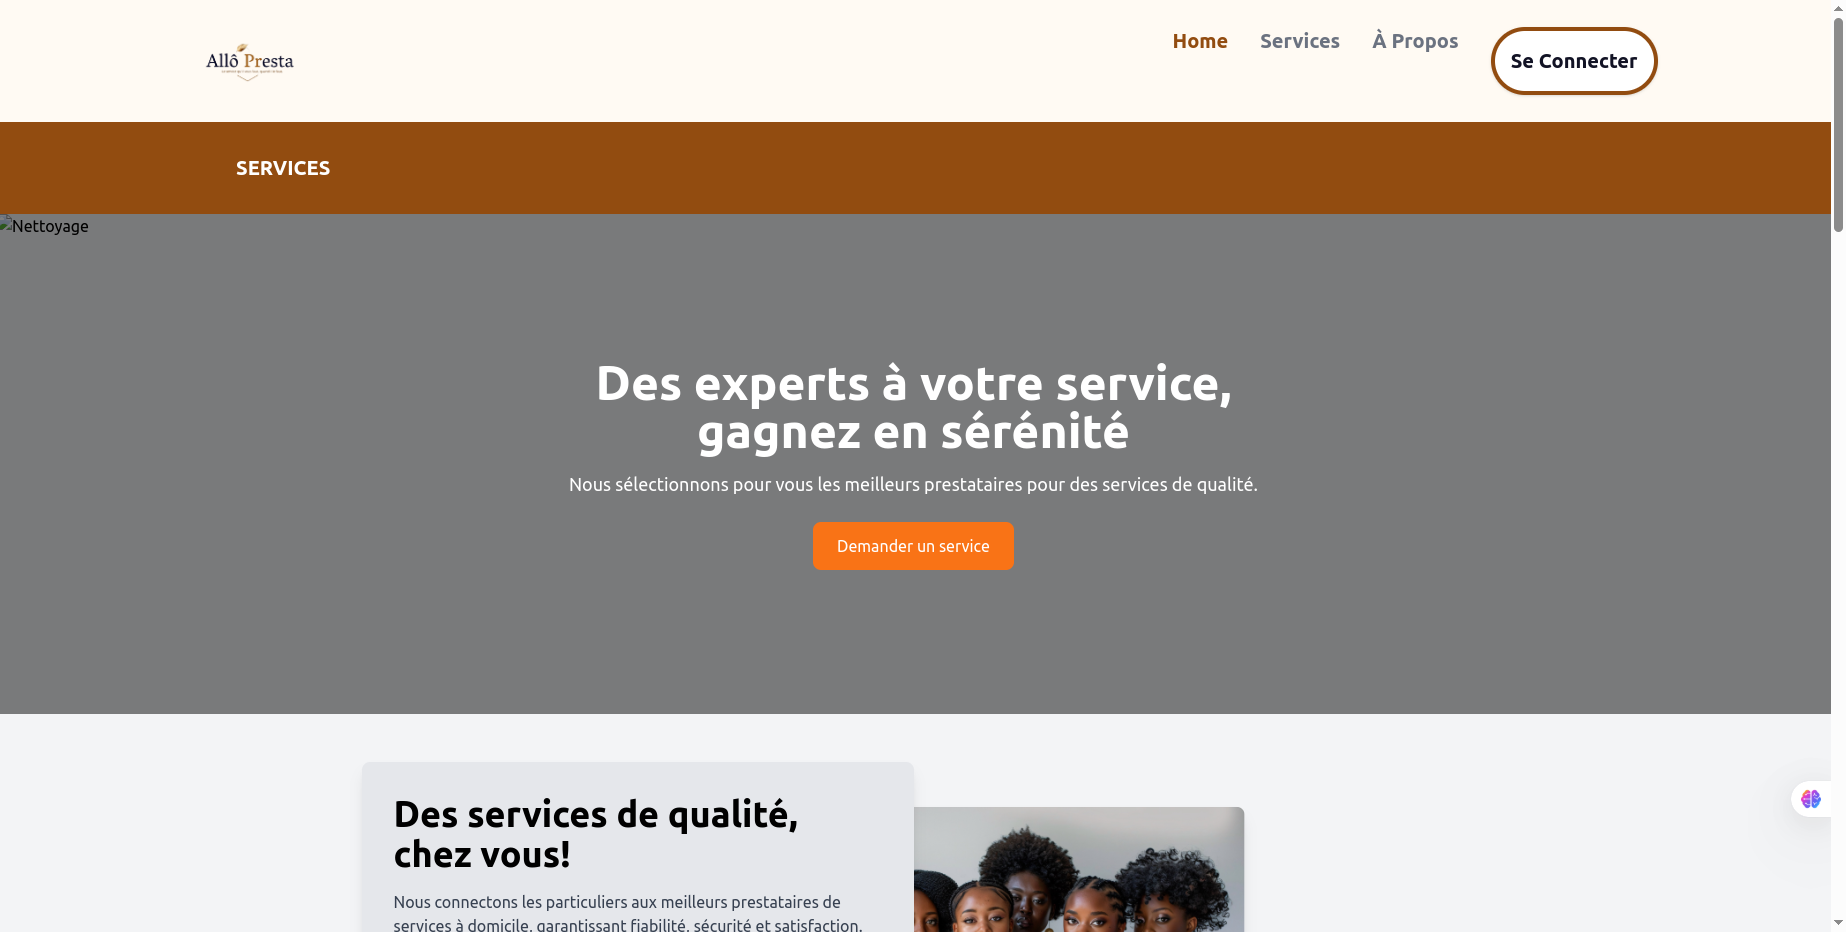 Allô Presta
Home
Services
À Propos
Se Connecter
SERVICES
Nettoyage
Des experts à votre service,
gagnez en sérénité
Nous sélectionnons pour vous les meilleurs prestataires pour des services de qualité.
Demander un service
Des services de qualité,
chez vous!
Nous connectons les particuliers aux meilleurs prestataires de
services à domicile, garantissant fiabilité, sécurité et satisfaction.